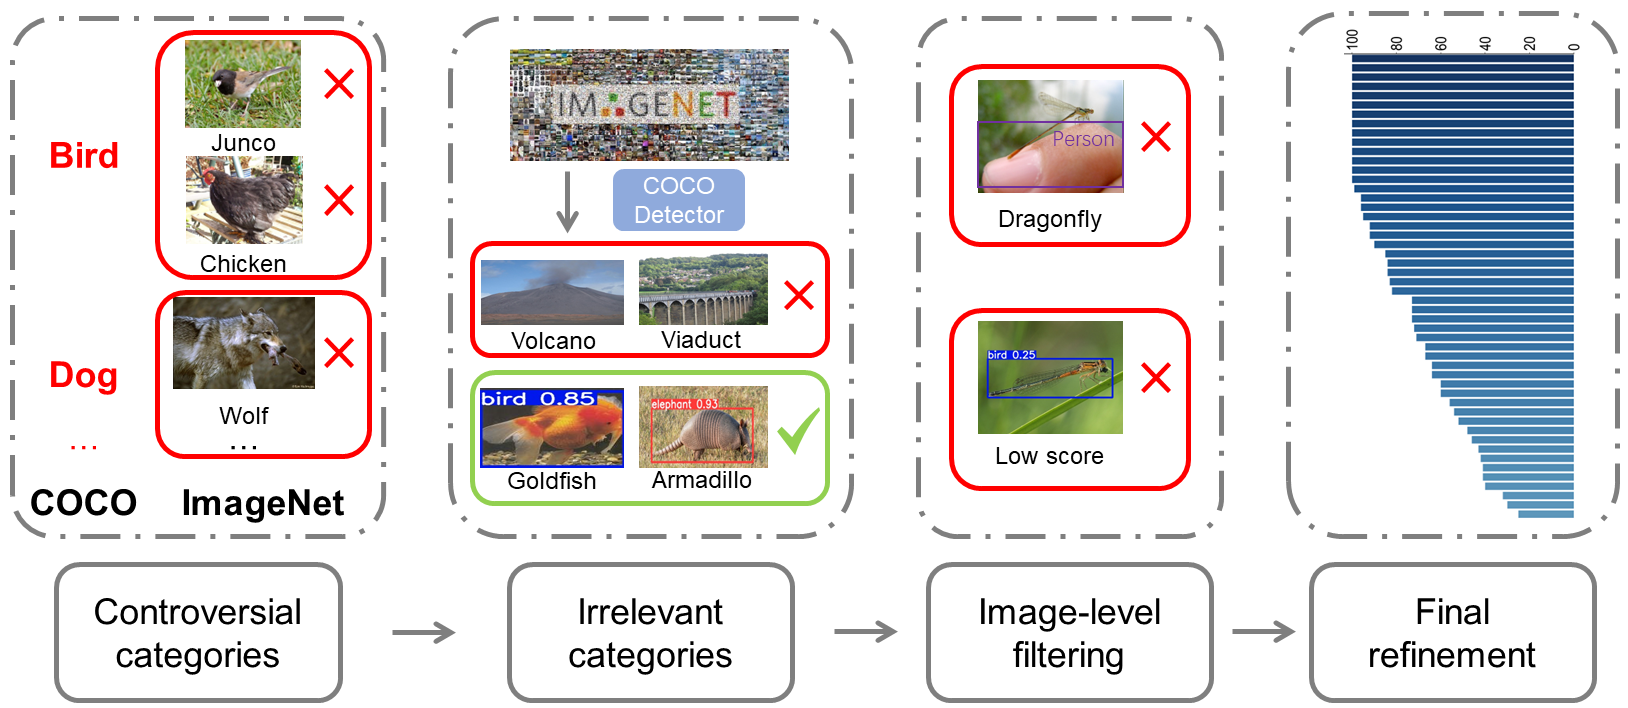 Bird
Junco
Chicken
Dog
Wolf
...
...
COCO
ImageNet
IMAGENET
COCO
Detector
Volcano
Viaduct
bird 0.85
elephant 0.93
Goldfish
Armadillo
Person
Dragonfly
bird 0.25
Low score
100
80
60
40
20
0
Controversial
categories
Irrelevant
categories
Image-level
filtering
Final
refinement